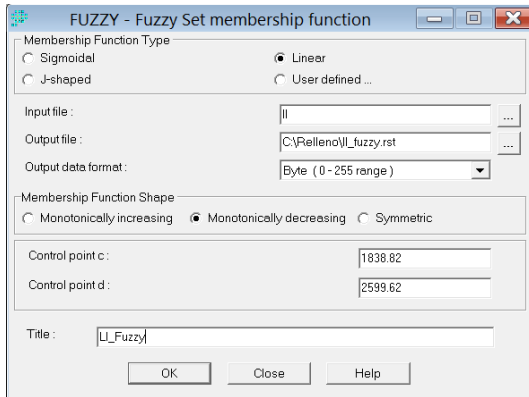 FUZZY - Fuzzy Set membership function
Membership Function Type
Sigmoidal Linear
J-shaped User defined ...
Input file : ll ...
Output file : C:\Relleno\ll_fuzzy.rst ...
Output data format : Byte ( 0 - 255 range )
Membership Function Shape
Monotonically increasing Monotonically decreasing Symmetric
Control point c : 1838.82
Control point d : 2599.62
Title : LI_Fuzzy
OK Close Help